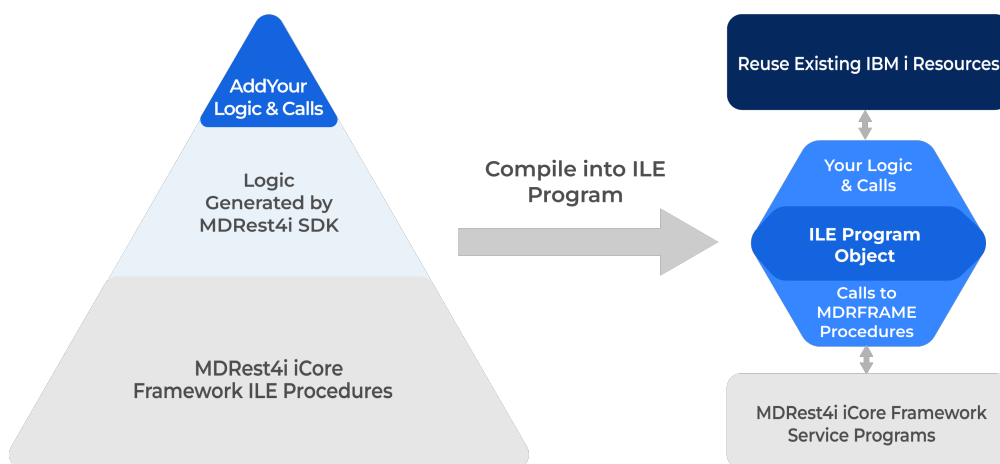 AddYour
Logic & Calls
Logic
Generated by
MDRest4i SDK
MDRest4i iCore
Framework ILE Procedures
Compile into ILE
Program
Reuse Existing IBM i Resources
Your Logic
& Calls
ILE Program
Object
Calls to
MDRFRAME
Procedures
MDRest4i iCore Framework
Service Programs